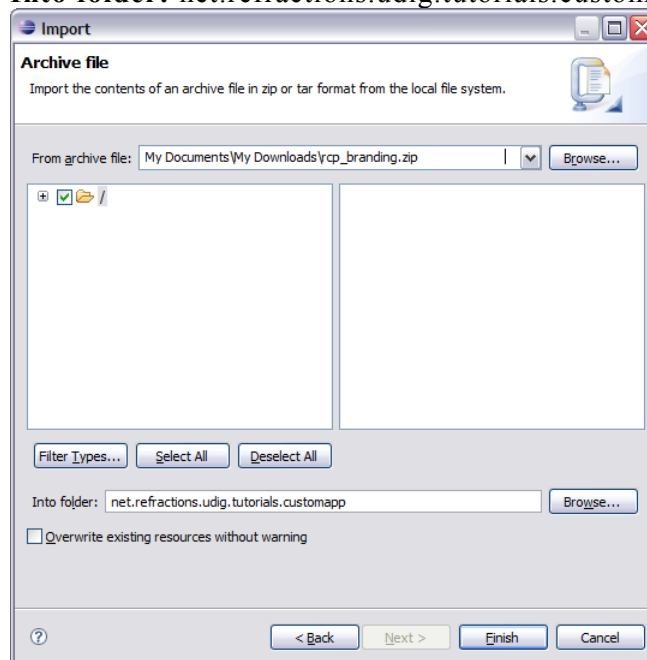 Into folder: net.refractions.udig.tutorials.custom
Import
Archive file
Import the contents of an archive file in zip or tar format from the local file system.
From archive file: My Documents\My Downloads\rcp_branding.zip Browse...
/
Filter Types... Select All Deselect All
Into folder: net.refractions.udig.tutorials.customapp Browse...
Overwrite existing resources without warning
? < Back Next > Finish Cancel